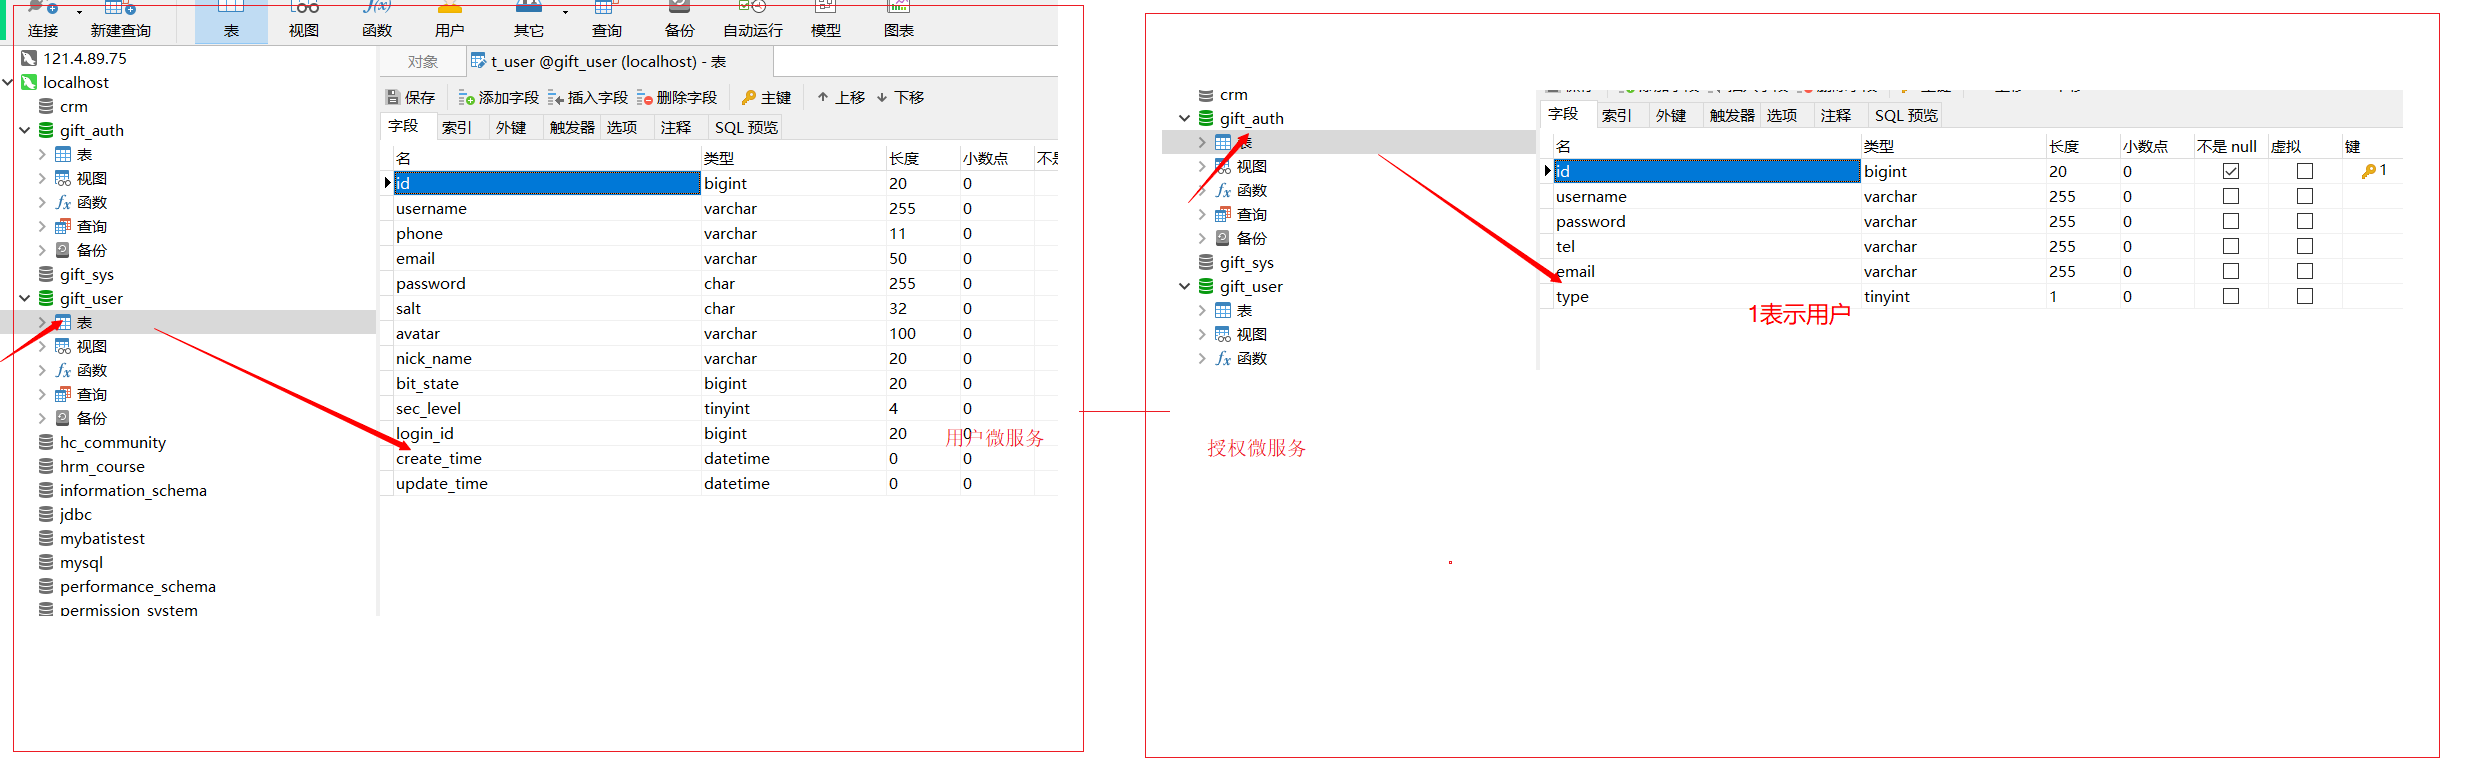 连接
新建查询
表
视图
函数
用户
其它
查询
备份
自动运行
模型
图表
121.4.89.75
localhost
crm
gift_auth
表
视图
函数
查询
备份
gift_sys
gift_user
表
视图
函数
查询
备份
hc_community
hrm_course
information_schema
jdbc
mybatistest
mysql
performance_schema
permission_system
对象
t_user @gift_user (localhost) - 表
保存 添加字段 插入字段 删除字段 主键 上移 下移
字段 索引 外键 触发器 选项 注释 SQL 预览
名 类型 长度 小数点 不是
id bigint 20 0
username varchar 255 0
phone varchar 11 0
email varchar 50 0
password char 255 0
salt char 32 0
avatar varchar 100 0
nick_name varchar 20 0
bit_state bigint 20 0
sec_level tinyint 4 0
login_id bigint 20 0
create_time datetime 0 0
update_time datetime 0 0
用户微服务
crm
gift_auth
表
视图
函数
查询
备份
gift_sys
gift_user
表
视图
函数
字段 索引 外键 触发器 选项 注释 SQL 预览
名 类型 长度 小数点 不是 null 虚拟 键
id bigint 20 0 1
username varchar 255 0
password varchar 255 0
tel varchar 255 0
email varchar 255 0
type tinyint 1 0
1表示用户
授权微服务